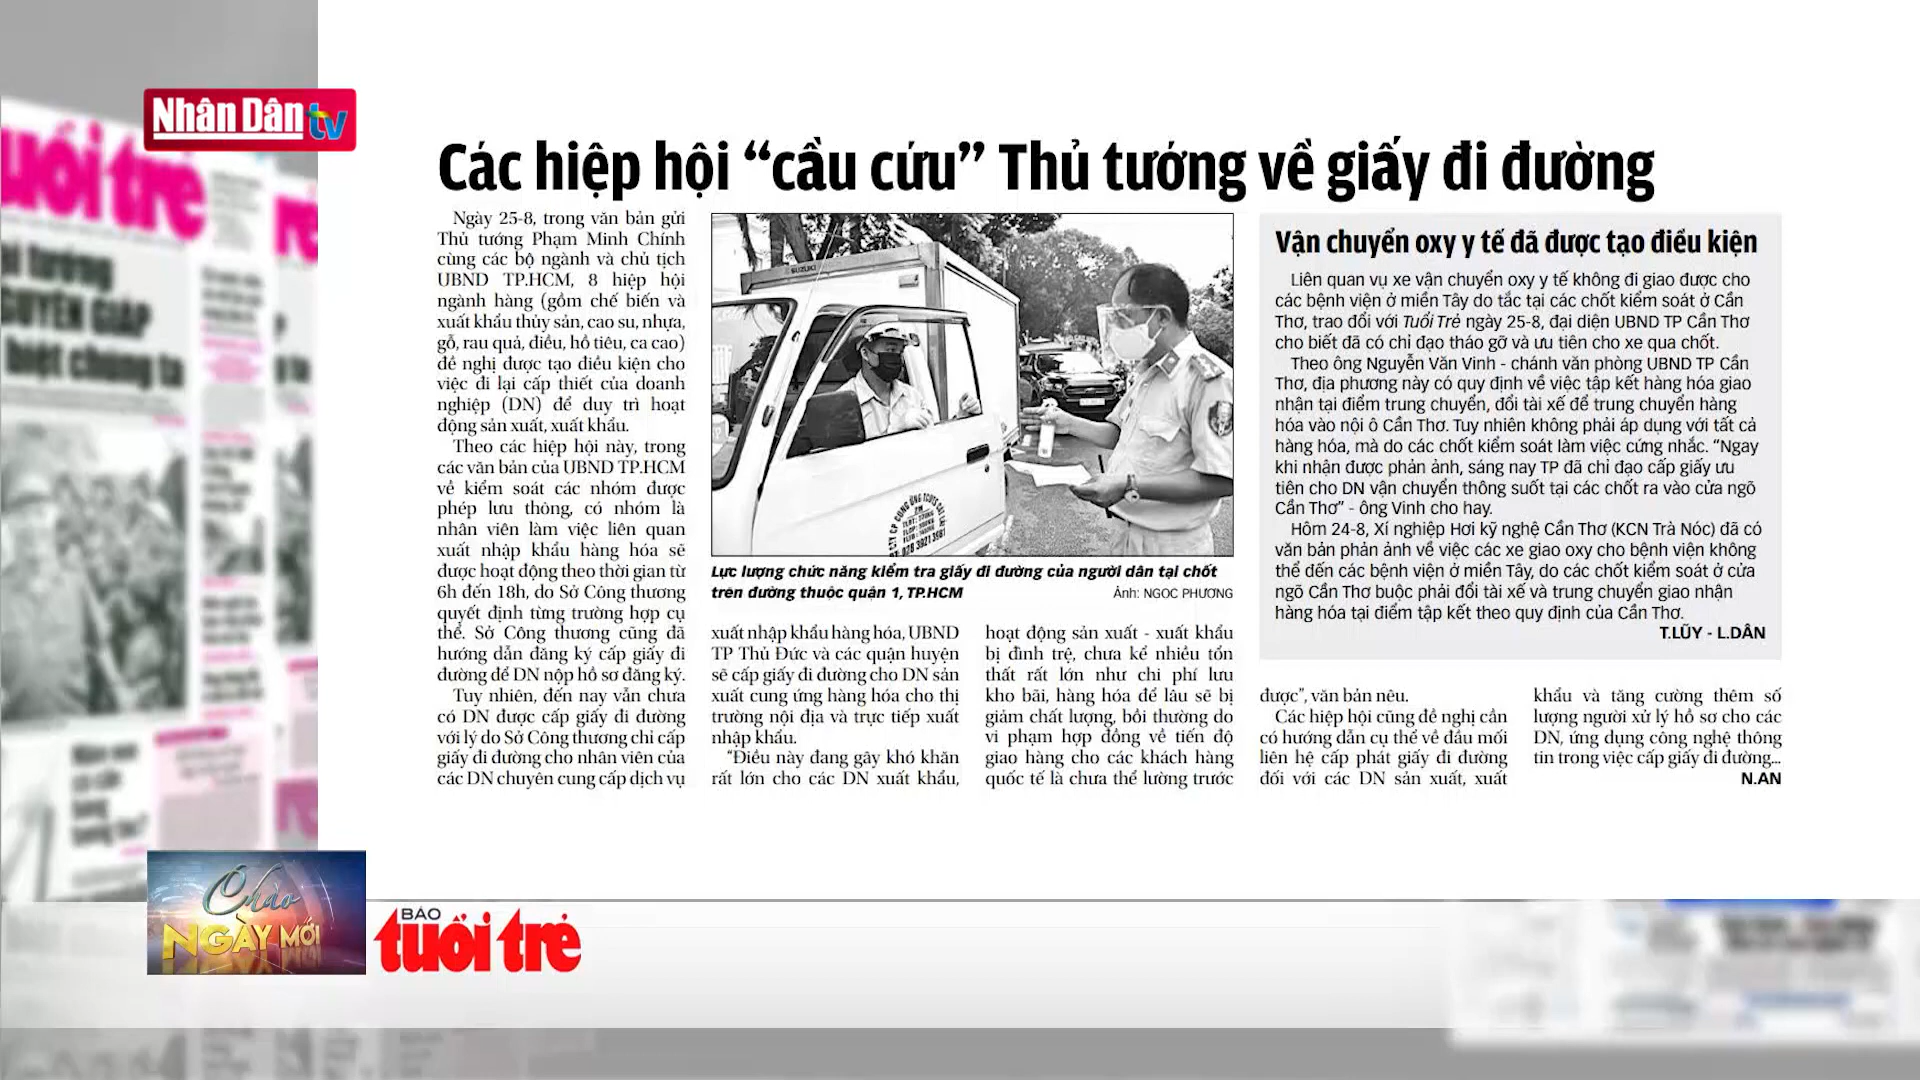 Nhân Dân tv
Các hiệp hội “cầu cứu” Thủ tướng về giấy đi đường
Ngày 25-8, trong văn bản gửi
Thủ tướng Phạm Minh Chính
cùng các bộ ngành và chủ tịch
UBND TP.HCM, 8 hiệp hội
ngành hàng (gồm chế biến và
xuất khẩu thủy sản, cao su, nhựa,
gỗ, rau quả, điều, hồ tiêu, ca cao)
đề nghị được tạo điều kiện cho
việc đi lại cấp thiết của doanh
nghiệp (DN) để duy trì hoạt
động sản xuất, xuất khẩu.
Theo các hiệp hội này, trong
các văn bản của UBND TP.HCM
về kiểm soát các nhóm được
phép lưu thông, có nhóm là
nhân viên làm việc liên quan
xuất nhập khẩu hàng hóa sẽ
được hoạt động theo thời gian từ
6h đến 18h, do Sở Công thương
quyết định từng trường hợp cụ
thể. Sở Công thương cũng đã
hướng dẫn đăng ký cấp giấy đi
đường để DN nộp hồ sơ đăng ký.
Tuy nhiên, đến nay vẫn chưa
có DN được cấp giấy đi đường
với lý do Sở Công thương chỉ cấp
giấy đi đường cho nhân viên của
các DN chuyên cung cấp dịch vụ
SUZUKI
Lực lượng chức năng kiểm tra giấy đi đường của người dân tại chốt
trên đường thuộc quận 1, TP.HCM
Ảnh: NGỌC PHƯỢNG
xuất nhập khẩu hàng hóa, UBND
TP Thủ Đức và các quận huyện
sẽ cấp giấy đi đường cho DN sản
xuất cung ứng hàng hóa cho thị
trường nội địa và trực tiếp xuất
nhập khẩu.
“Điều này đang gây khó khăn
rất lớn cho các DN xuất khẩu,
hoạt động sản xuất - xuất khẩu
bị đình trệ, chưa kể nhiều tổn
thất rất lớn như chi phí lưu
kho bãi, hàng hóa để lâu sẽ bị
giảm chất lượng, bồi thường do
vi phạm hợp đồng về tiến độ
giao hàng cho các khách hàng
quốc tế là chưa thể lường trước
được”, văn bản nêu.
Các hiệp hội cũng đề nghị cần
có hướng dẫn cụ thể về đầu mối
liên hệ cấp phát giấy đi đường
đối với các DN sản xuất, xuất
khẩu và tăng cường thêm số
lượng người xử lý hồ sơ cho các
DN, ứng dụng công nghệ thông
tin trong việc cấp giấy đi đường...
N.AN
Vận chuyển oxy y tế đã được tạo điều kiện
Liên quan vụ xe vận chuyển oxy y tế không đi giao được cho
các bệnh viện ở miền Tây do tắc tại các chốt kiểm soát ở Cần
Thơ, trao đổi với Tuổi Trẻ ngày 25-8, đại diện UBND TP Cần Thơ
cho biết đã có chỉ đạo tháo gỡ và ưu tiên cho xe qua chốt.
Theo ông Nguyễn Văn Vinh - chánh văn phòng UBND TP Cần
Thơ, địa phương này có quy định về việc tập kết hàng hóa giao
nhận tại điểm trung chuyển, đổi tài xế để trung chuyển hàng
hóa vào nội ô Cần Thơ. Tuy nhiên không phải áp dụng với tất cả
hàng hóa, mà do các chốt kiểm soát làm việc cứng nhắc. “Ngay
khi nhận được phản ảnh, sáng nay TP đã chỉ đạo cấp giấy ưu
tiên cho DN vận chuyển thông suốt tại các chốt ra vào cửa ngõ
Cần Thơ” - ông Vinh cho hay.
Hôm 24-8, Xí nghiệp Hơi kỹ nghệ Cần Thơ (KCN Trà Nóc) đã có
văn bản phản ảnh về việc các xe giao oxy cho bệnh viện không
thể đến các bệnh viện ở miền Tây, do các chốt kiểm soát ở cửa
ngõ Cần Thơ buộc phải đổi tài xế và trung chuyển giao nhận
hàng hóa tại điểm tập kết theo quy định của Cần Thơ.
T.LŨY - L.DÂN
Chào
NGÀY MỚI
BÁO
tuổi trẻ